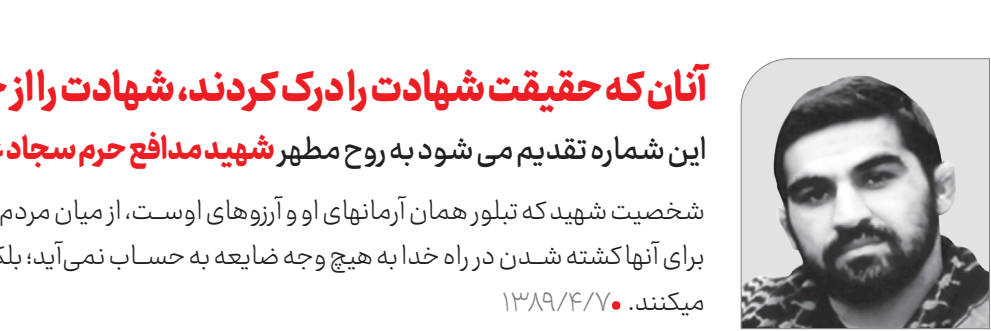 آنان که حقیقت شهادت را درک کردند، شهادت را از
این شماره تقدیم می شود به روح مطهر شهید مدافع حرم سجاد
شخصیت شهید که تبلور همان آرمانهای او و آرزوهای اوست، از میان مردم
برای آنها کشته شدن در راه خدا به هیچ وجه ضایعه به حساب نمی‌آید؛
میکنند. •۱۳۸۹/۴/۷